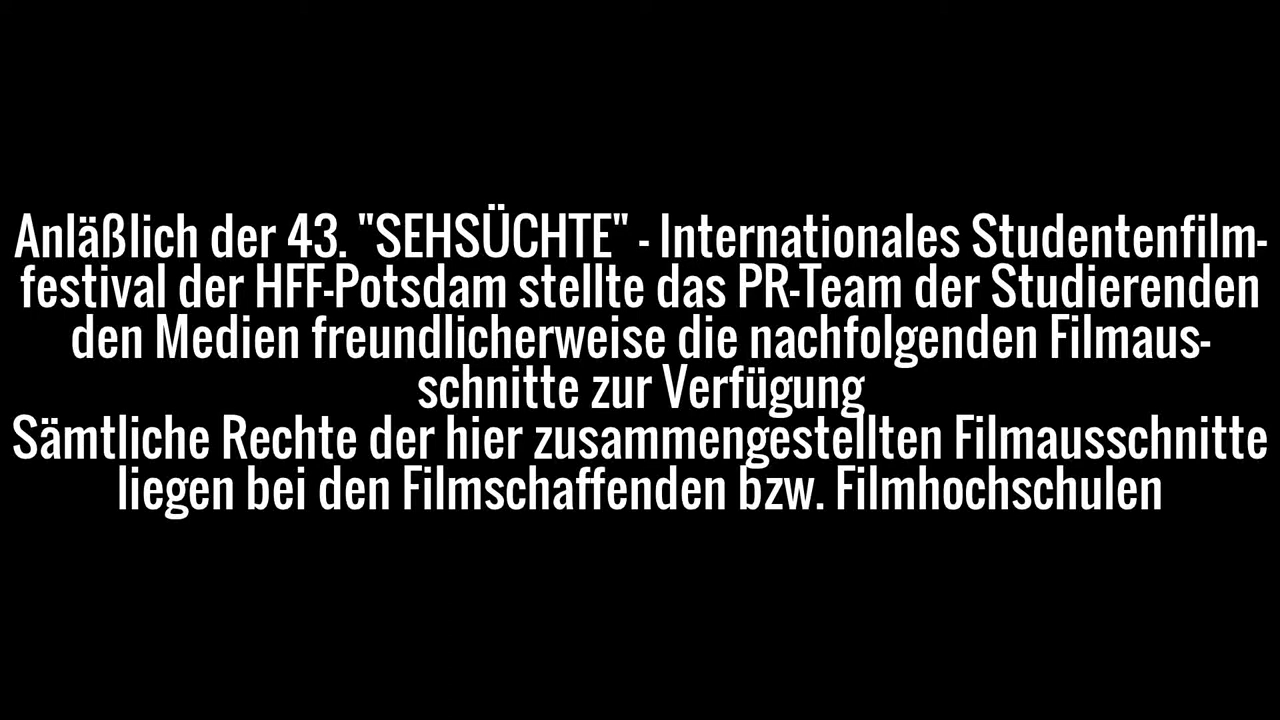 Anläßlich der 43. "SEHSÜCHTE" - Internationales Studentenfilm-
festival der HFF-Potsdam stellte das PR-Team der Studierenden
den Medien freundlicherweise die nachfolgenden Filmaus-
schnitte zur Verfügung
Sämtliche Rechte der hier zusammengestellten Filmausschnitte
liegen bei den Filmschaffenden bzw. Filmhochschulen